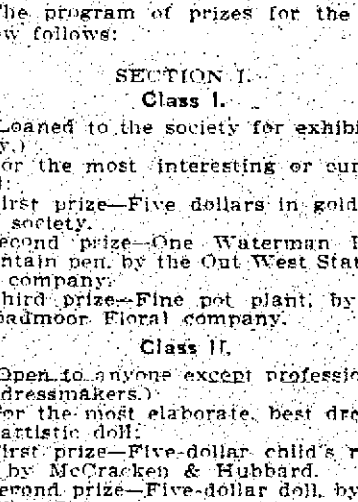 The program of prizes for the
ow follows:
SECTION I.
Class I.
Loaned to the society for exhibi
y.)
or the most interesting or cur
l:
irst prize—Five dollars in gold
society.
econd prize—One Waterman
ntain pen, by the Out West Stat
company.
hird prize—Fine pot plant, by
oadmoor Floral company.
Class II.
Open to anyone except professio
dressmakers.)
or the most elaborate, best dre
artistic doll:
irst prize—Five-dollar child's r
by McCracken & Hubbard.
econd prize—Five-dollar doll, by